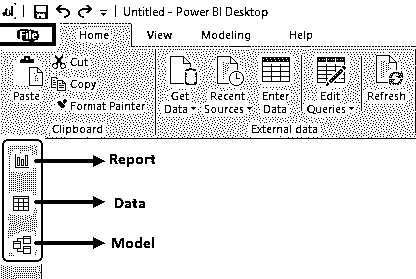 Untitled - Power BI Desktop
File Home View Modeling Help
Paste
Cut
Copy
Format Painter
Clipboard
Get Data
Recent Sources
Enter Data
Edit Queries
Refresh
External data
Report
Data
Model